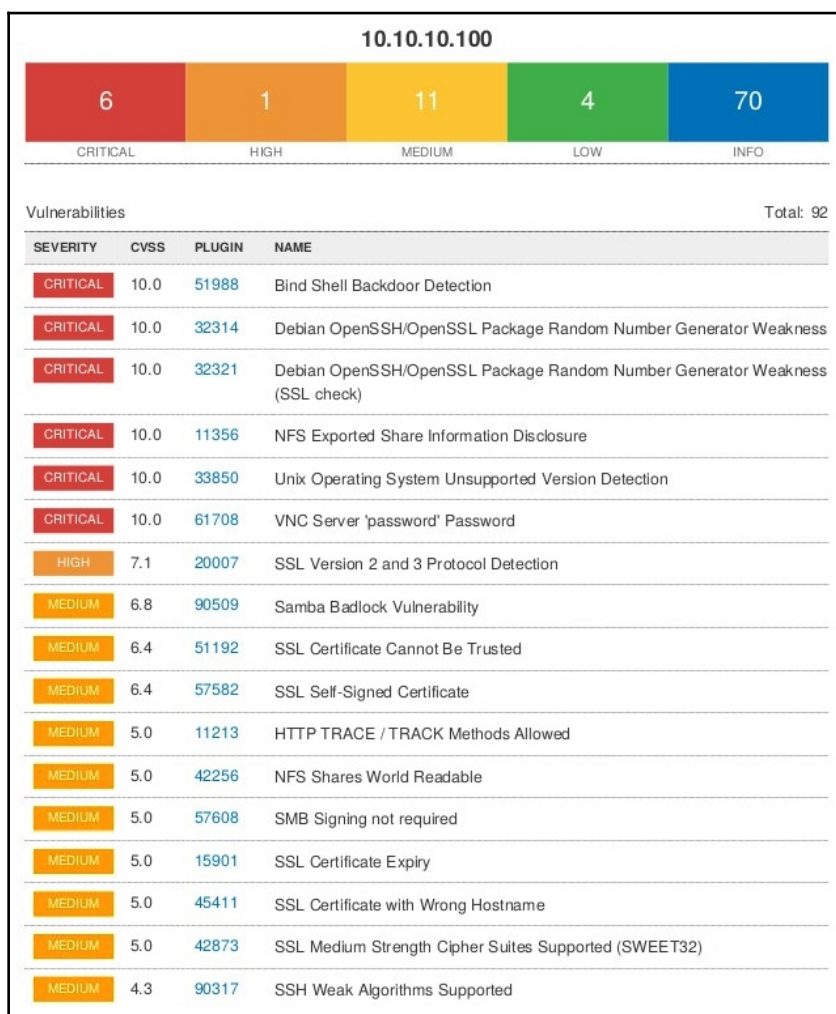 10.10.10.100
6 1 11 4 70
CRITICAL HIGH MEDIUM LOW INFO
Vulnerabilities Total: 92
SEVERITY CVSS PLUGIN NAME
CRITICAL 10.0 51988 Bind Shell Backdoor Detection
CRITICAL 10.0 32314 Debian OpenSSH/OpenSSL Package Random Number Generator Weakness
CRITICAL 10.0 32321 Debian OpenSSH/OpenSSL Package Random Number Generator Weakness
(SSL check)
CRITICAL 10.0 11356 NFS Exported Share Information Disclosure
CRITICAL 10.0 33850 Unix Operating System Unsupported Version Detection
CRITICAL 10.0 61708 VNC Server 'password' Password
HIGH 7.1 20007 SSL Version 2 and 3 Protocol Detection
MEDIUM 6.8 90509 Samba Badlock Vulnerability
MEDIUM 6.4 51192 SSL Certificate Cannot Be Trusted
MEDIUM 6.4 57582 SSL Self-Signed Certificate
MEDIUM 5.0 11213 HTTP TRACE / TRACK Methods Allowed
MEDIUM 5.0 42256 NFS Shares World Readable
MEDIUM 5.0 57608 SMB Signing not required
MEDIUM 5.0 15901 SSL Certificate Expiry
MEDIUM 5.0 45411 SSL Certificate with Wrong Hostname
MEDIUM 5.0 42873 SSL Medium Strength Cipher Suites Supported (SWEET32)
MEDIUM 4.3 90317 SSH Weak Algorithms Supported